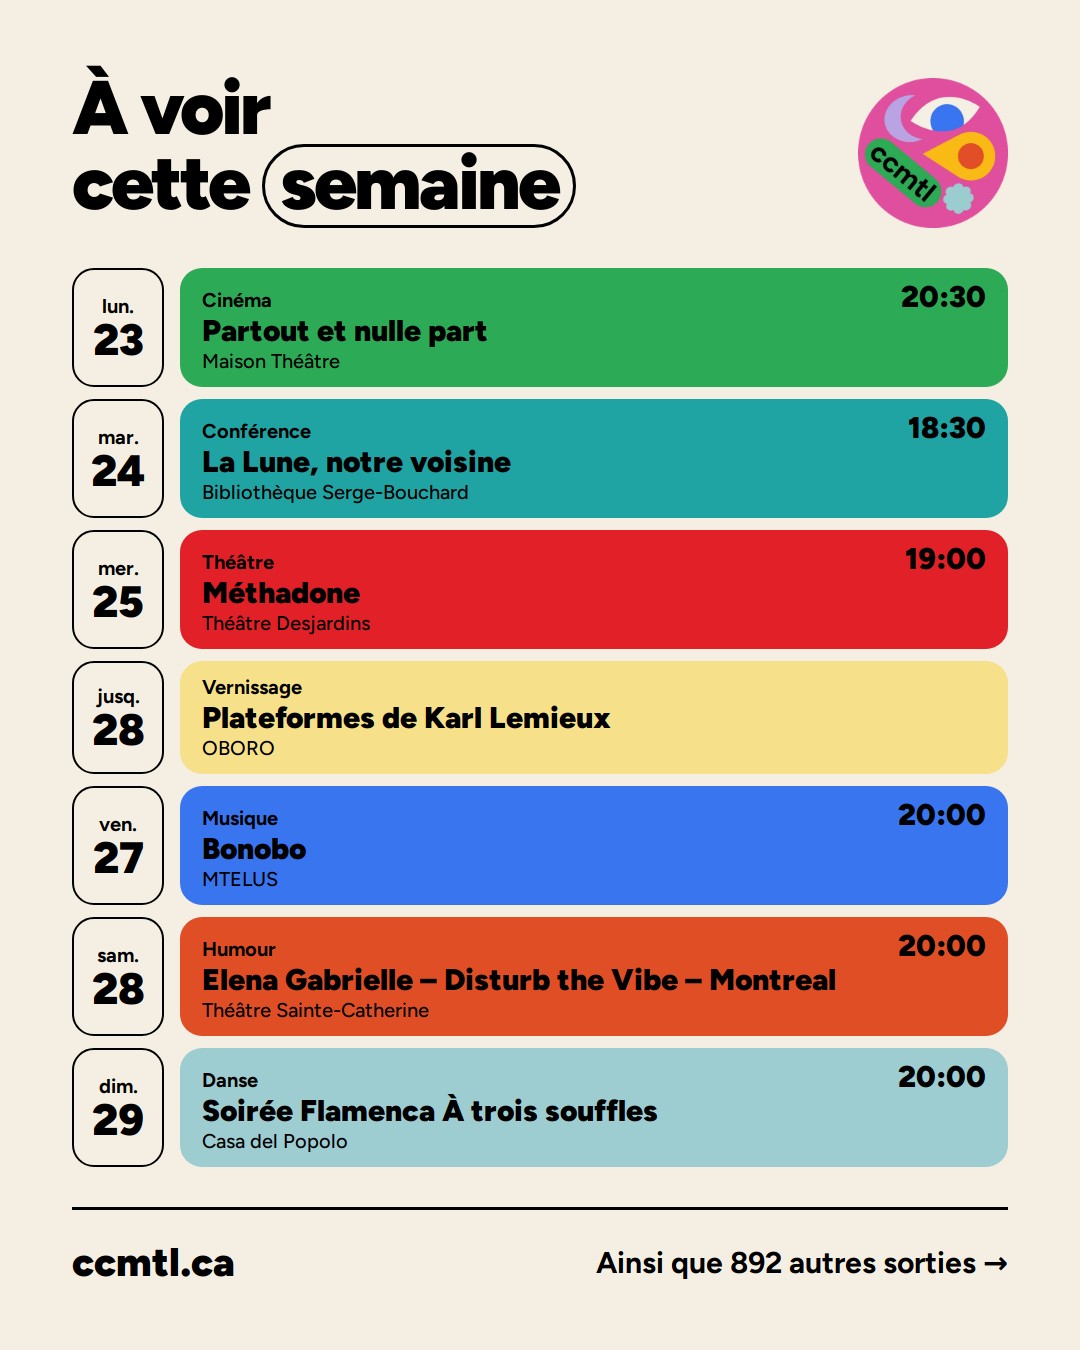 À voir
cette semaine
ccmtl
lun.
23
Cinéma
20:30
Partout et nulle part
Maison Théâtre
mar.
24
Conférence
18:30
La Lune, notre voisine
Bibliothèque Serge-Bouchard
mer.
25
Théâtre
19:00
Méthadone
Théâtre Desjardins
jusq.
28
Vernissage
Plateformes de Karl Lemieux
OBORO
ven.
27
Musique
20:00
Bonobo
MTELUS
sam.
28
Humour
20:00
Elena Gabrielle – Disturb the Vibe – Montreal
Théâtre Sainte-Catherine
dim.
29
Danse
20:00
Soirée Flamenca À trois souffles
Casa del Popolo
ccmtl.ca
Ainsi que 892 autres sorties →